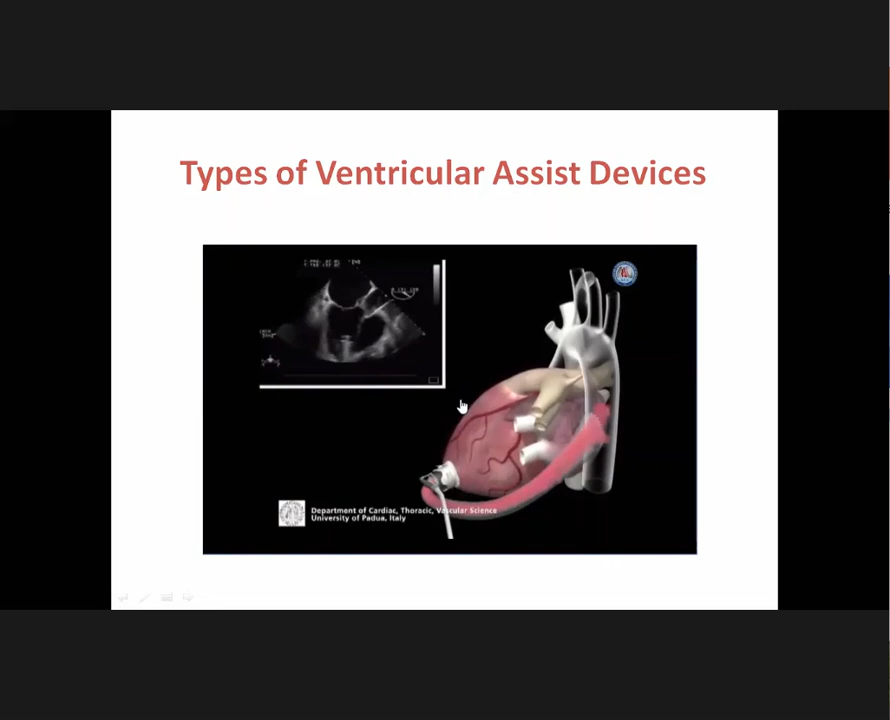 Types of Ventricular Assist Devices
Department of Cardiac, Thoracic, Vascular Science
University of Padua, Italy